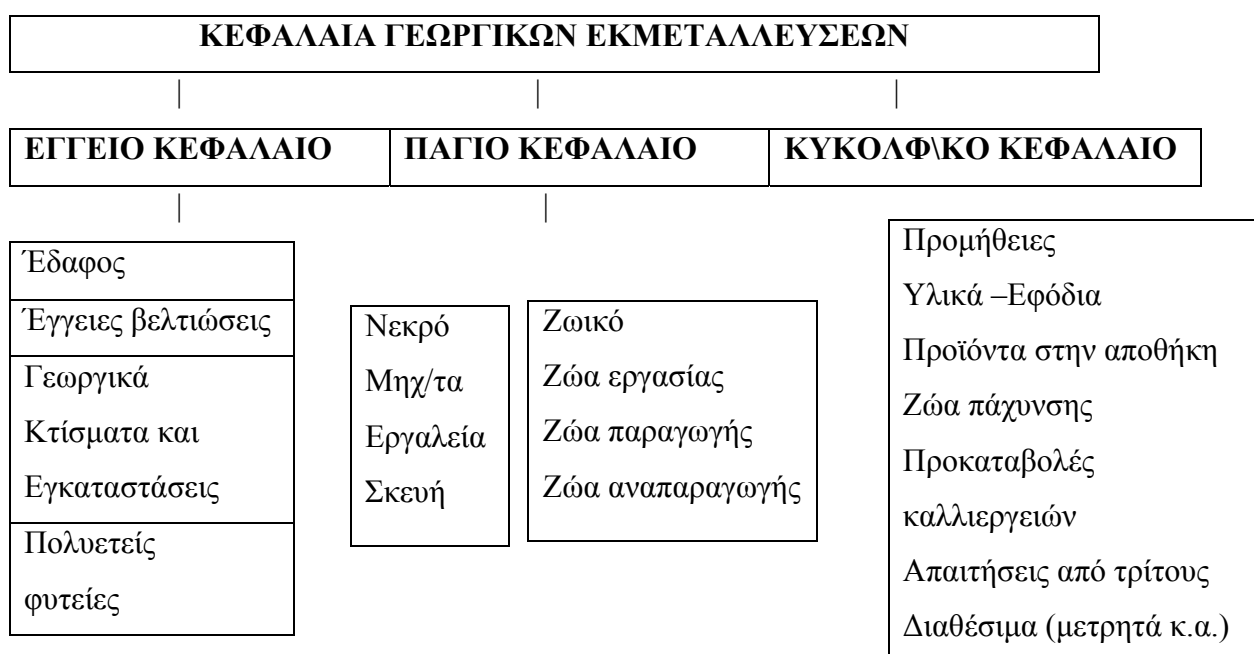 ΚΕΦΑΛΑΙΑ ΓΕΩΡΓΙΚΩΝ ΕΚΜΕΤΑΛΛΕΥΣΕΩΝ
ΕΓΓΕΙΟ ΚΕΦΑΛΑΙΟ
ΠΑΓΙΟ ΚΕΦΑΛΑΙΟ
ΚΥΚΟΛΦ\ΚΟ ΚΕΦΑΛΑΙΟ
Έδαφος
Έγγειες βελτιώσεις
Γεωργικά
Κτίσματα και
Εγκαταστάσεις
Πολυετείς
φυτείες
Νεκρό
Μηχ/τα
Εργαλεία
Σκευή
Ζωικό
Ζώα εργασίας
Ζώα παραγωγής
Ζώα αναπαραγωγής
Προμήθειες
Υλικά –Εφόδια
Προϊόντα στην αποθήκη
Ζώα πάχυνσης
Προκαταβολές
καλλιεργειών
Απαιτήσεις από τρίτους
Διαθέσιμα (μετρητά κ.α.)